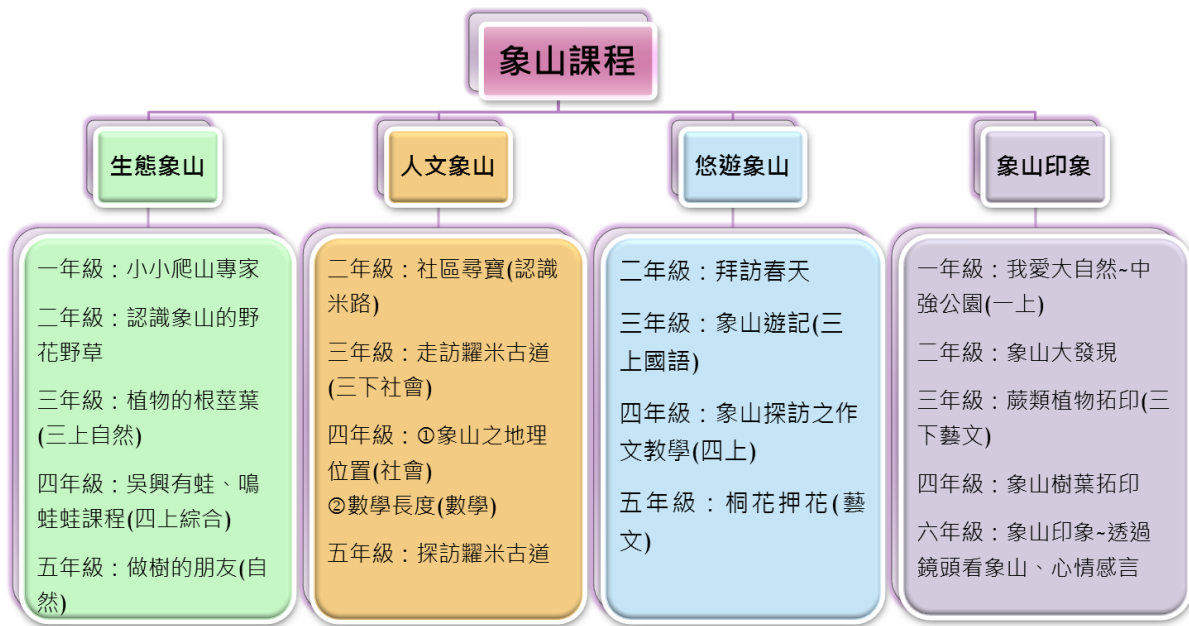 象山課程
生態象山
人文象山
悠遊象山
象山印象
一年級：小小爬山專家
二年級：認識象山的野
花野草
三年級：植物的根莖葉
(三上自然)
四年級：吳興有蛙、鳴
蛙蛙課程(四上綜合)
五年級：做樹的朋友(自
然)
二年級：社區尋寶(認識
米路)
三年級：走訪糶米古道
(三下社會)
四年級：①象山之地理
位置(社會)
②數學長度(數學)
五年級：探訪糶米古道
二年級：拜訪春天
三年級：象山遊記(三
上國語)
四年級：象山探訪之作
文教學(四上)
五年級：桐花押花(藝
文)
一年級：我愛大自然~中
強公園(一上)
二年級：象山大發現
三年級：蕨類植物拓印(三
下藝文)
四年級：象山樹葉拓印
六年級：象山印象~透過
鏡頭看象山、心情感言